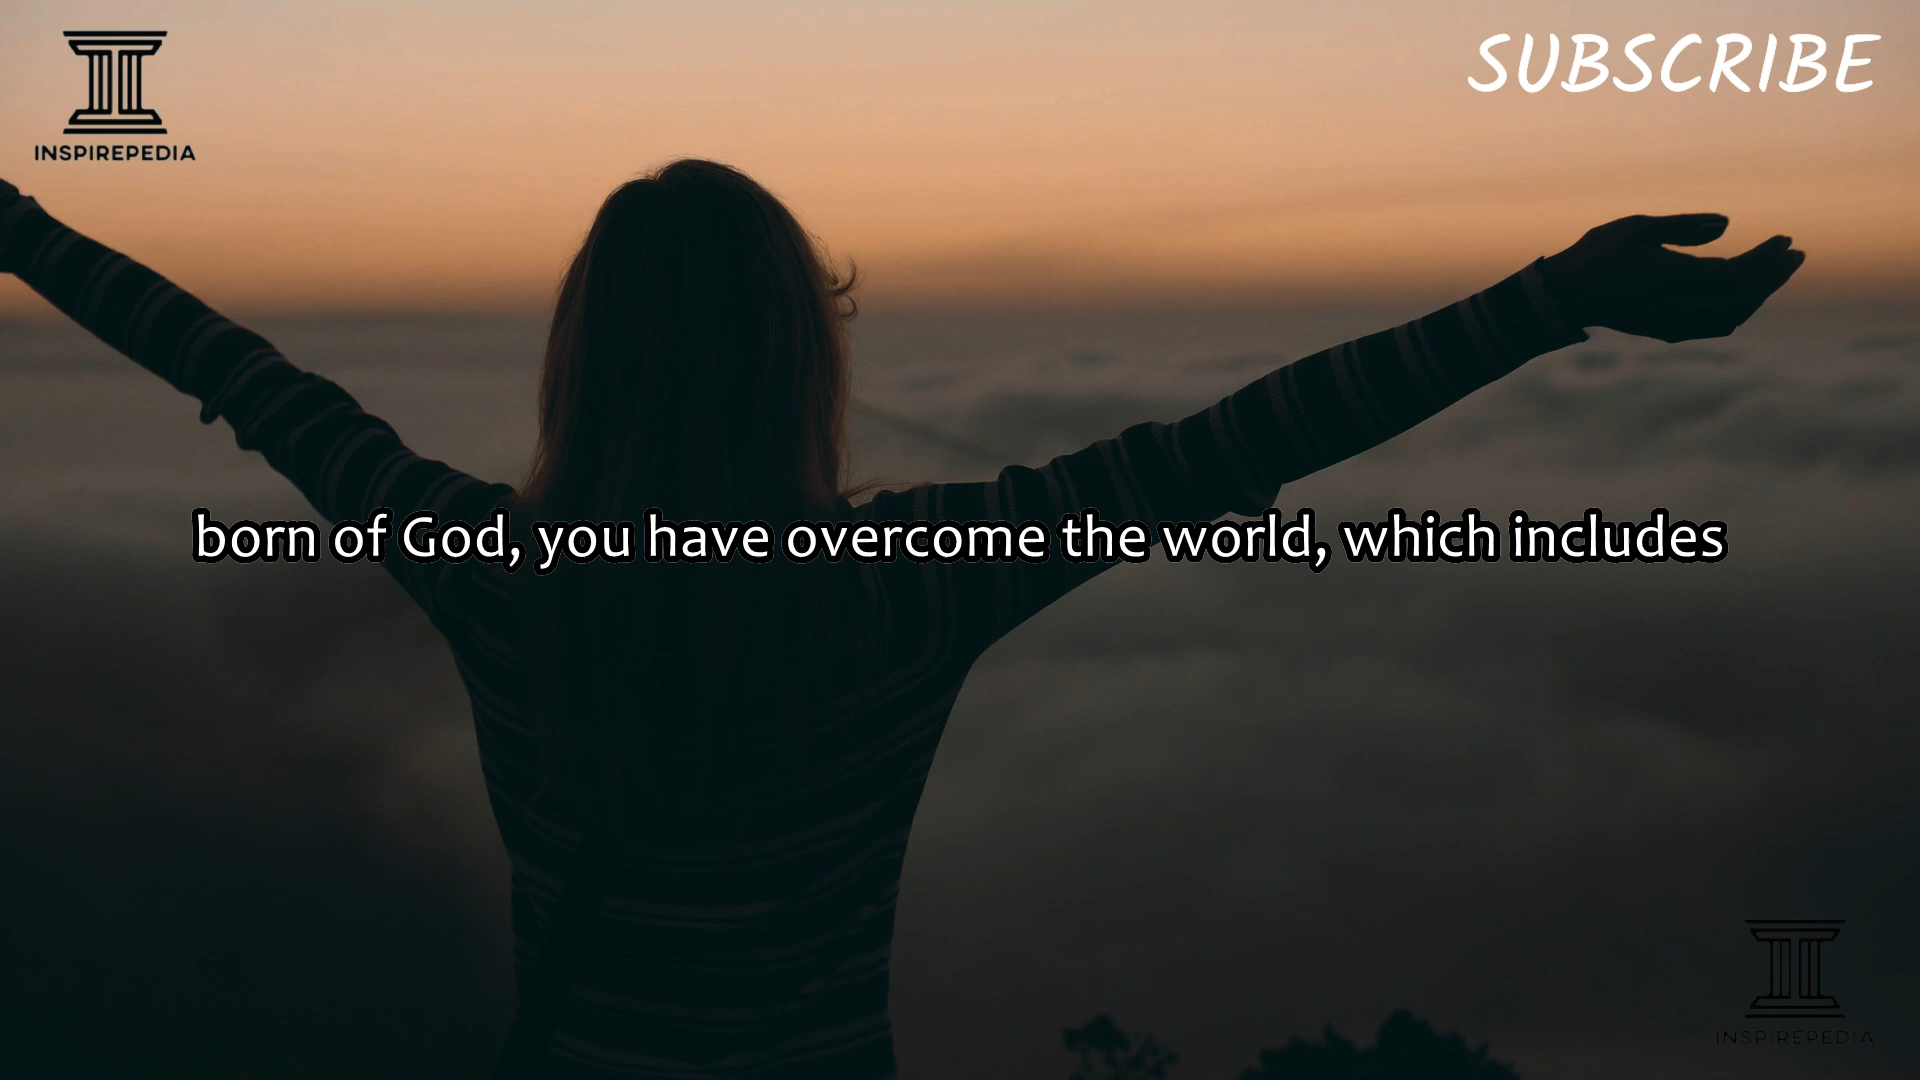 SUBSCRIBE
INSPIREPEDIA
born of God, you have overcome the world, which includes
INSPIREPEDIA